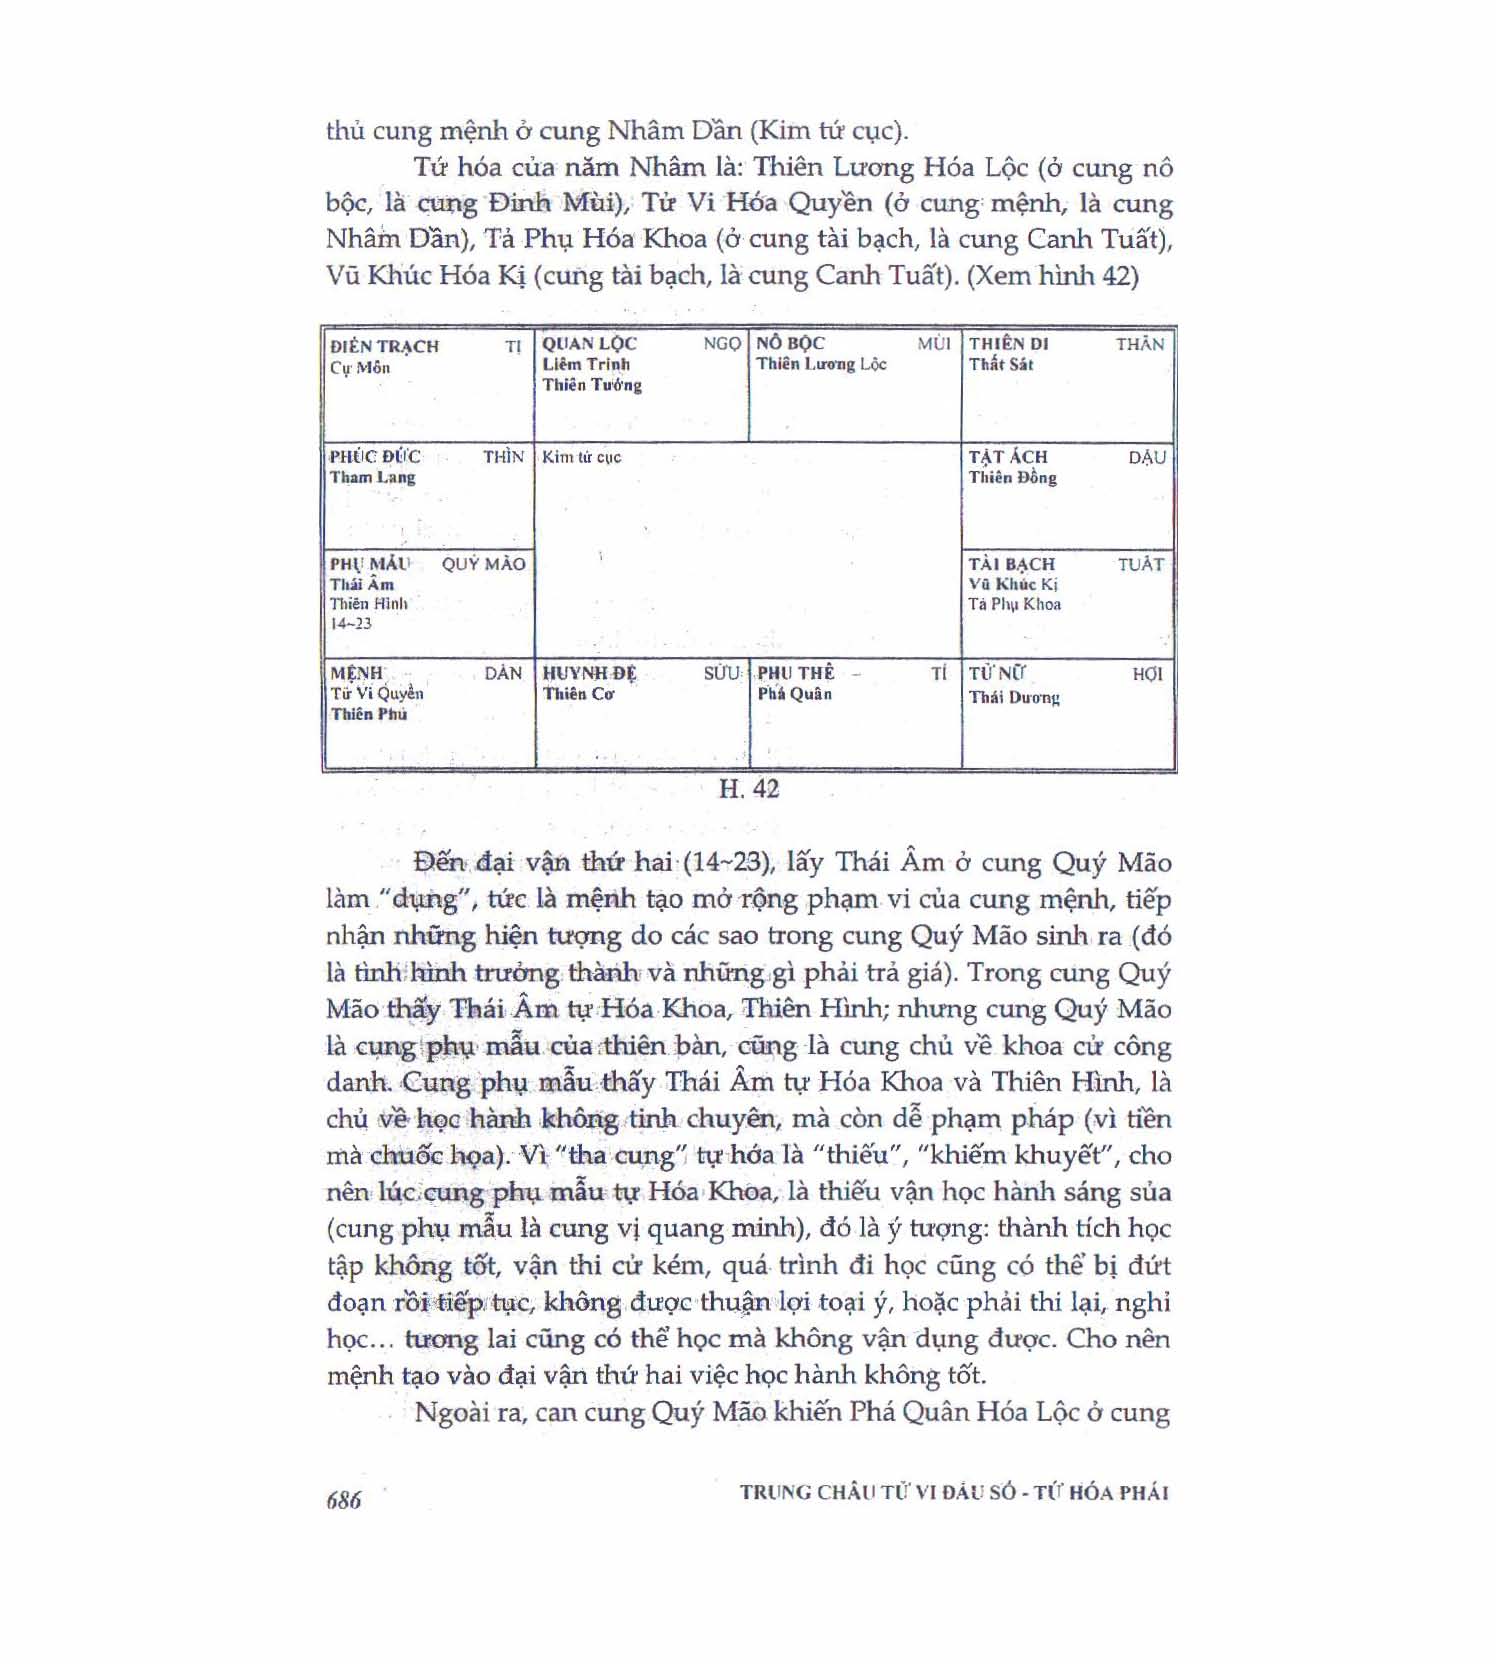 thủ cung mệnh ở cung Nhâm Dần (Kim tứ cục).
Tứ hóa của năm Nhâm là: Thiên Lương Hóa Lộc (ở cung nô
bộc, là cung Đinh Mùi), Tử Vi Hóa Quyền (ở cung mệnh, là cung
Nhâm Dần), Tả Phụ Hóa Khoa (ở cung tài bạch, là cung Canh Tuất),
Vũ Khúc Hóa Kị (cung tài bạch, là cung Canh Tuất). (Xem hình 42)
ĐIỀN TRẠCH TỊ QUAN LỘC NGỌ NÔ BỘC MÙI THIÊN DI THÂN
Cự Môn Liêm Trinh Thiên Lương Lộc Thất Sát
Thiên Tướng
PHÚC ĐỨC THÌN Kim tứ cục TẬT ÁCH DẬU
Tham Lang Thiên Đồng
PHỤ MẪU QUÝ MÃO TÀI BẠCH TUẤT
Thái Âm Vũ Khúc Kị
Thiên Hình Tả Phụ Khoa
14~23
MỆNH DẦN HUYNH ĐỆ SỬU PHU THÊ TÍ TỬ NỮ HỢI
Tử Vi Quyền Thiên Cơ Phá Quân Thái Dương
Thiên Phủ
H. 42
Đến đại vận thứ hai (14~23), lấy Thái Âm ở cung Quý Mão
làm "dụng", tức là mệnh tạo mở rộng phạm vi của cung mệnh, tiếp
nhận những hiện tượng do các sao trong cung Quý Mão sinh ra (đó
là tình hình trưởng thành và những gì phải trả giá). Trong cung Quý
Mão thấy Thái Âm tự Hóa Khoa, Thiên Hình; nhưng cung Quý Mão
là cung phụ mẫu của thiên bàn, cũng là cung chủ về khoa cử công
danh. Cung phụ mẫu thấy Thái Âm tự Hóa Khoa và Thiên Hình, là
chủ về học hành không tinh chuyên, mà còn dễ phạm pháp (vì tiền
mà chuốc họa). Vì "tha cung" tự hóa là "thiếu", "khiếm khuyết", cho
nên lúc cung phụ mẫu tự Hóa Khoa, là thiếu vận học hành sáng sủa
(cung phụ mẫu là cung vị quang minh), đó là ý tượng: thành tích học
tập không tốt, vận thi cử kém, quá trình đi học cũng có thể bị đứt
đoạn rồi tiếp tục, không được thuận lợi toại ý, hoặc phải thi lại, nghỉ
học... tương lai cũng có thể học mà không vận dụng được. Cho nên
mệnh tạo vào đại vận thứ hai việc học hành không tốt.
Ngoài ra, can cung Quý Mão khiến Phá Quân Hóa Lộc ở cung
686 TRUNG CHÂU TỬ VI ĐẨU SỐ - TỨ HÓA PHÁI